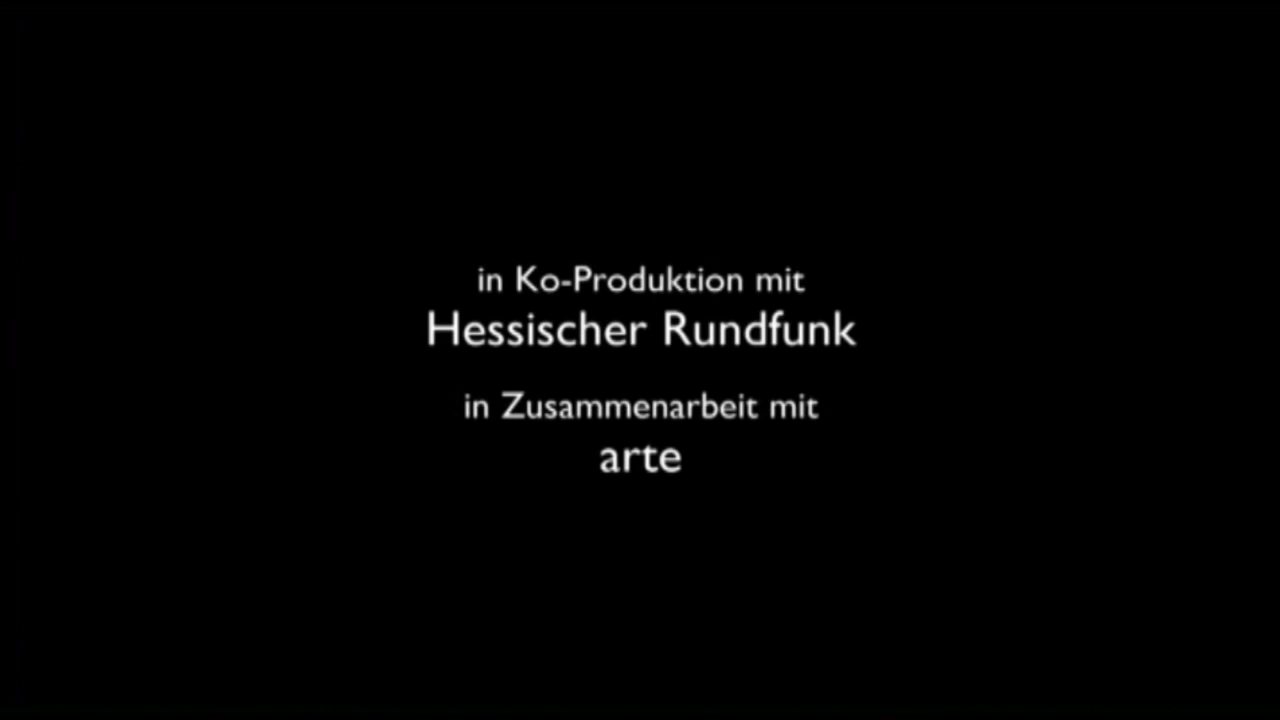 in Ko-Produktion mit
Hessischer Rundfunk
in Zusammenarbeit mit
arte